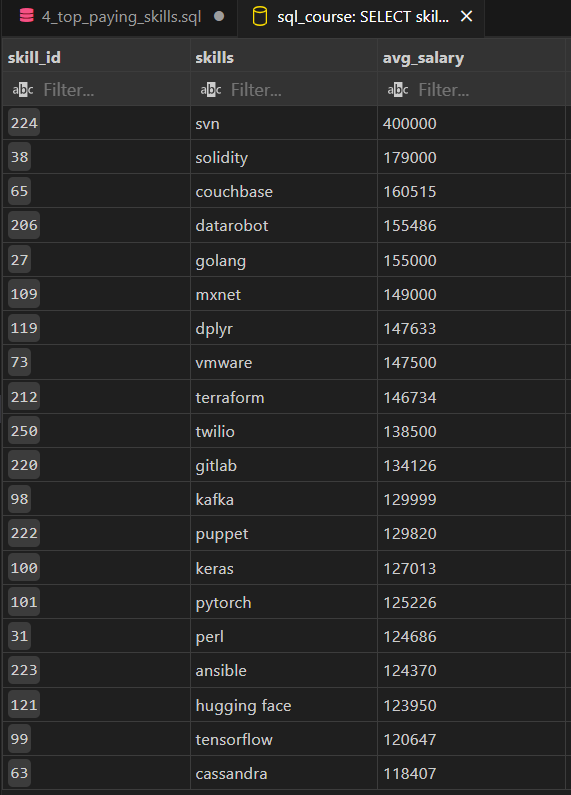 4_top_paying_skills.sql sql_course: SELECT skil...
skill_id skills avg_salary
abc Filter... abc Filter... abc Filter...
224 svn 400000
38 solidity 179000
65 couchbase 160515
206 datarobot 155486
27 golang 155000
109 mxnet 149000
119 dplyr 147633
73 vmware 147500
212 terraform 146734
250 twilio 138500
220 gitlab 134126
98 kafka 129999
222 puppet 129820
100 keras 127013
101 pytorch 125226
31 perl 124686
223 ansible 124370
121 hugging face 123950
99 tensorflow 120647
63 cassandra 118407